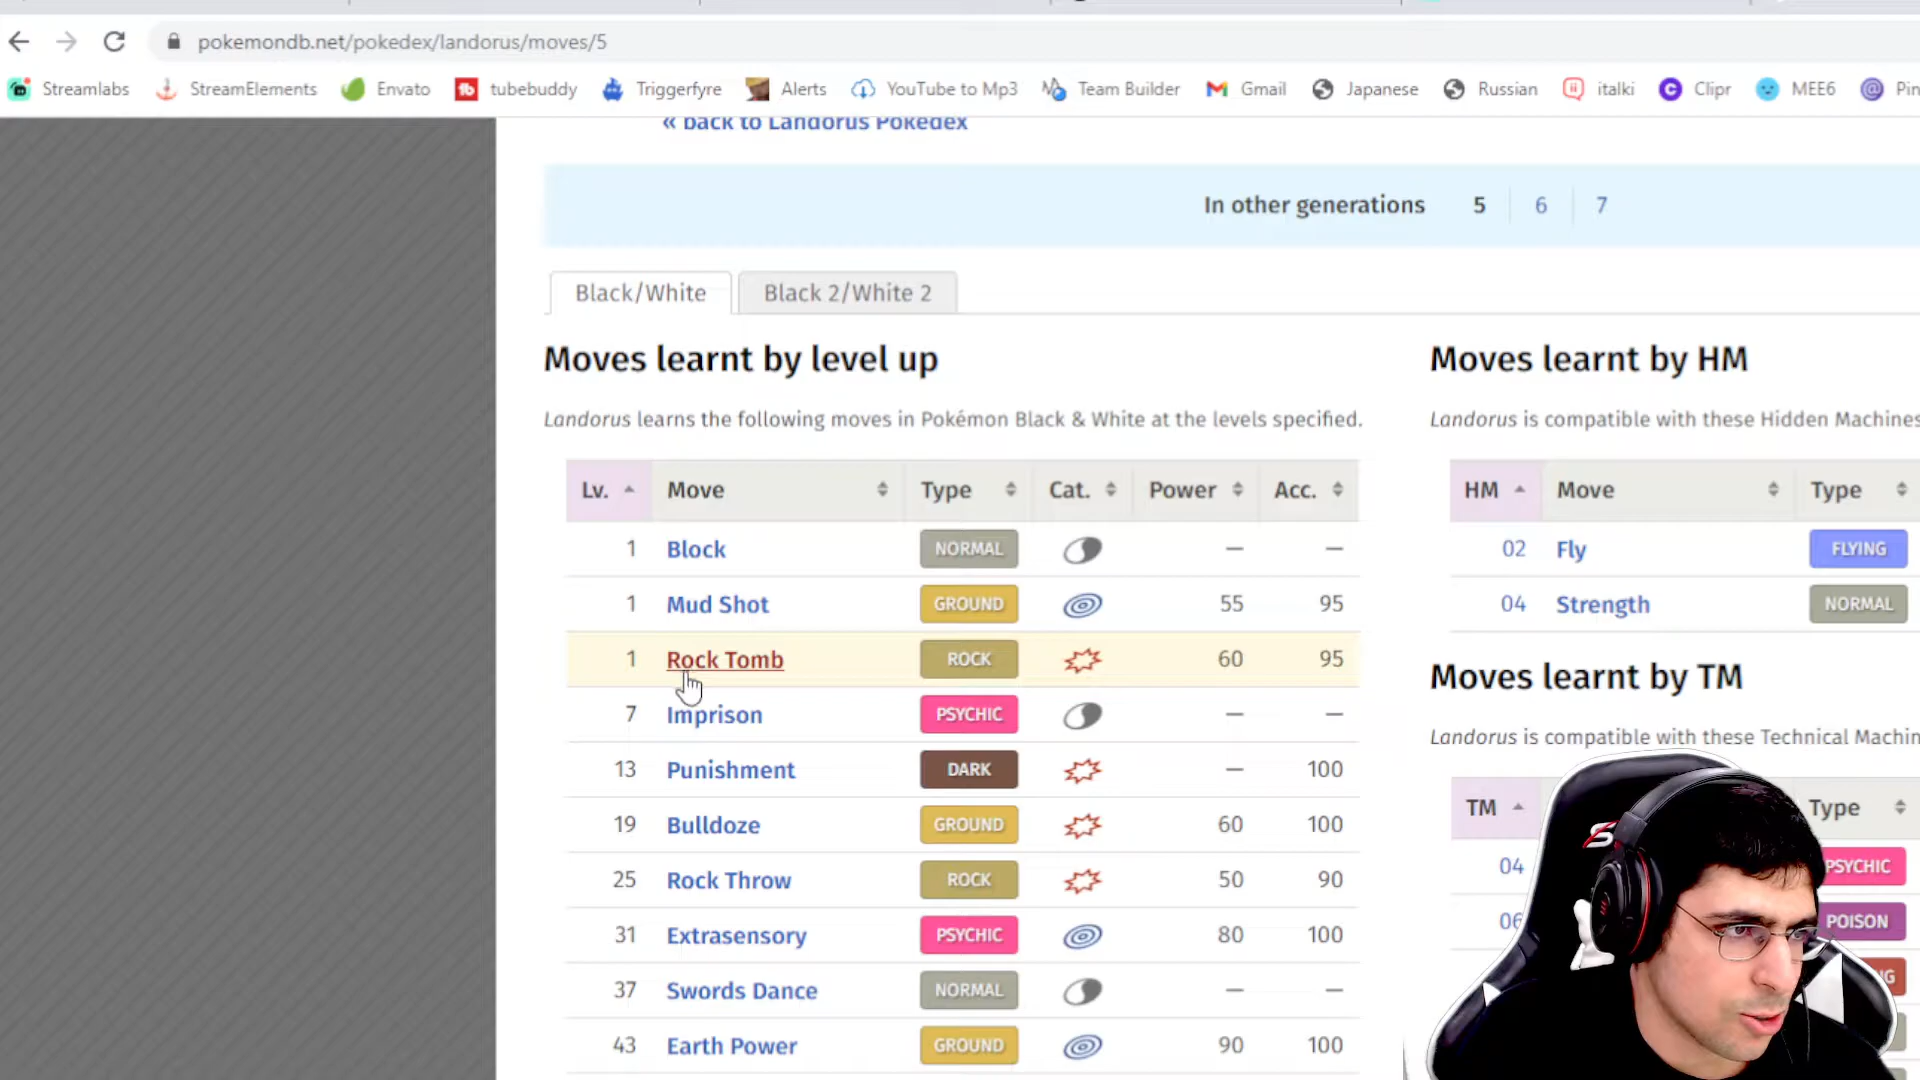 pokemondb.net/pokedex/landorus/moves/5
Streamlabs StreamElements Envato tubebuddy Triggerfyre Alerts YouTube to Mp3 Team Builder Gmail Japanese Russian italki Clipr MEE6
« back to Landorus Pokédex
In other generations 5 6 7
Black/White Black 2/White 2
Moves learnt by level up
Landorus learns the following moves in Pokémon Black & White at the levels specified.
Lv. Move Type Cat. Power Acc.
1 Block NORMAL — —
1 Mud Shot GROUND 55 95
1 Rock Tomb ROCK 60 95
7 Imprison PSYCHIC — —
13 Punishment DARK — 100
19 Bulldoze GROUND 60 100
25 Rock Throw ROCK 50 90
31 Extrasensory PSYCHIC 80 100
37 Swords Dance NORMAL — —
43 Earth Power GROUND 90 100
Moves learnt by HM
Landorus is compatible with these Hidden Machines
HM Move Type
02 Fly FLYING
04 Strength NORMAL
Moves learnt by TM
Landorus is compatible with these Technical
TM Type
04 PSYCHIC
06 POISON